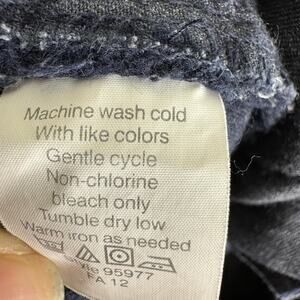 Machine wash cold
With like colors
Gentle cycle
Non-chlorine
bleach only
Tumble dry low
Warm iron as needed
95977
FA 12